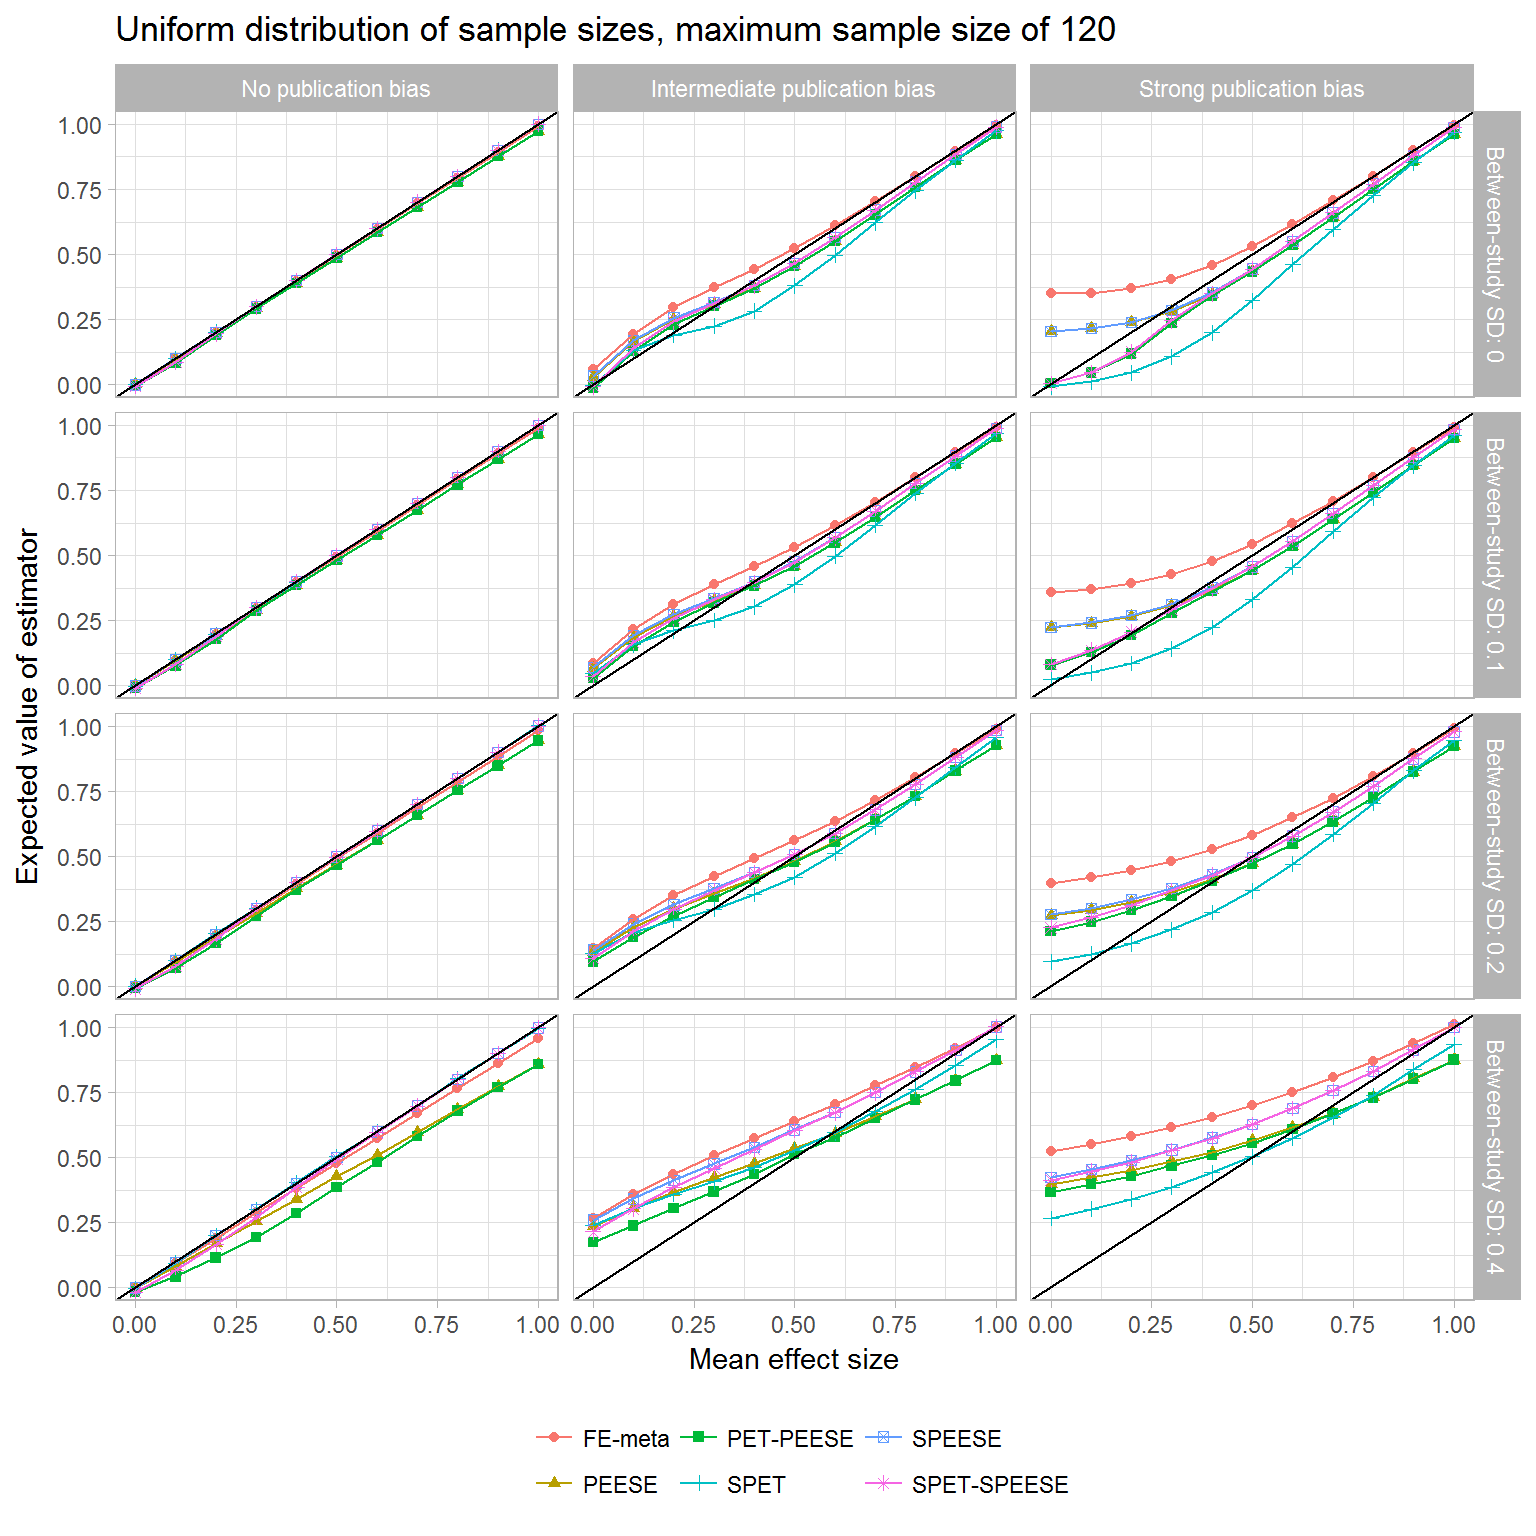 Uniform distribution of sample sizes, maximum sample size of 120
No publication bias
Intermediate publication bias
Strong publication bias
Expected value of estimator
1.00
0.75
0.50
0.25
0.00
Between-study SD: 0
1.00
0.75
0.50
0.25
0.00
Between-study SD: 0.1
1.00
0.75
0.50
0.25
0.00
Between-study SD: 0.2
1.00
0.75
0.50
0.25
0.00
Between-study SD: 0.4
0.00 0.25 0.50 0.75 1.00
0.00 0.25 0.50 0.75 1.00
0.00 0.25 0.50 0.75 1.00
Mean effect size
FE-meta PET-PEESE SPEESE
PEESE SPET SPET-SPEESE